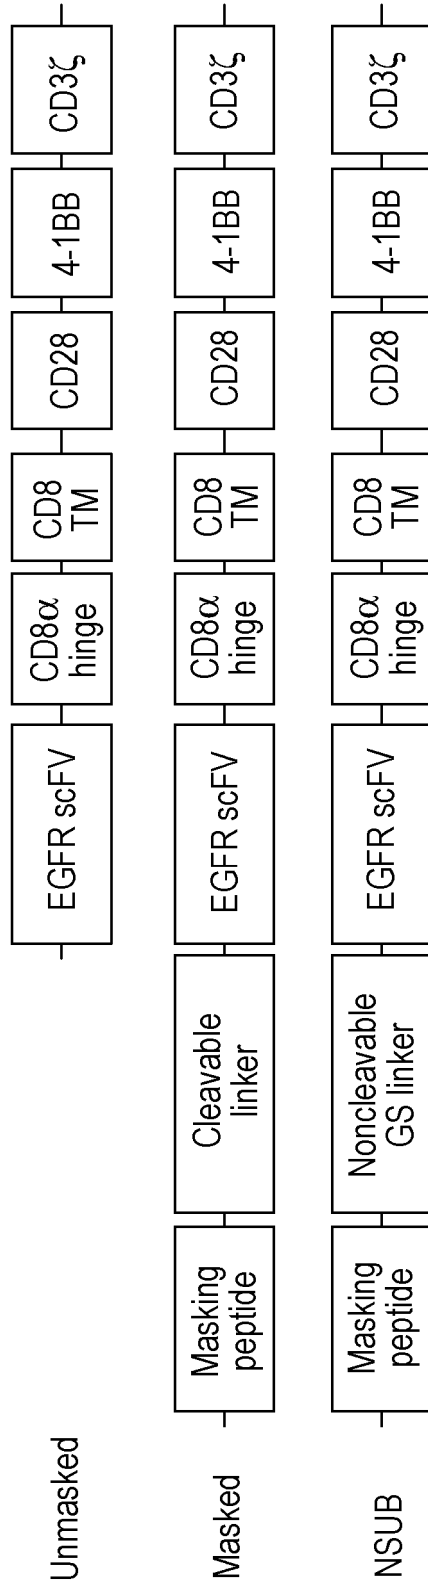 Unmasked
EGFR scFV
CD8α
hinge
CD8
TM
CD28
4-1BB
CD3ζ
Masked
Masking
peptide
Cleavable
linker
EGFR scFV
CD8α
hinge
CD8
TM
CD28
4-1BB
CD3ζ
NSUB
Masking
peptide
Noncleavable
GS linker
EGFR scFV
CD8α
hinge
CD8
TM
CD28
4-1BB
CD3ζ